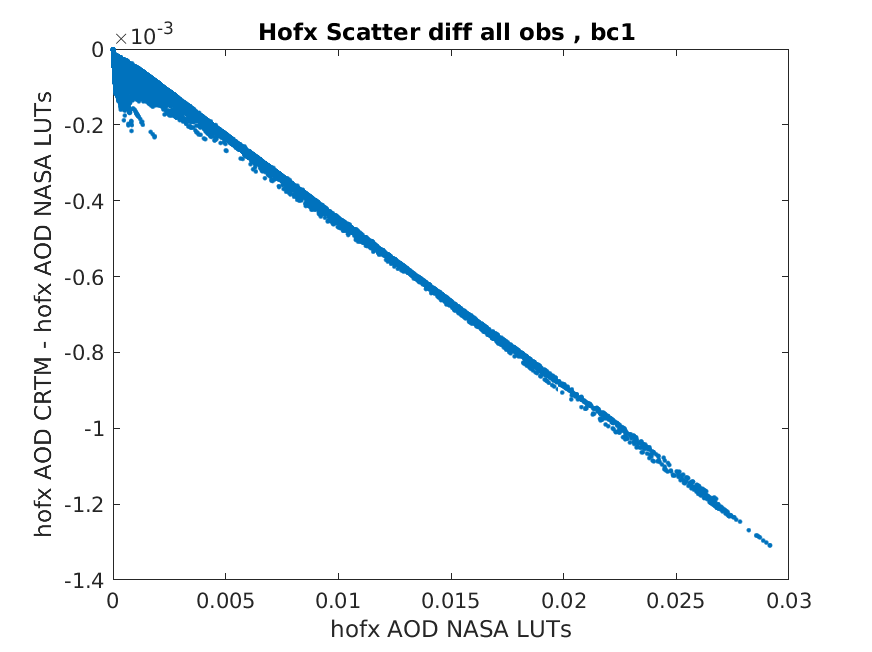 Hofx Scatter diff all obs , bc1
×10-3
0
-0.2
-0.4
-0.6
-0.8
-1
-1.2
-1.4
hofx AOD CRTM - hofx AOD NASA LUTs
0 0.005 0.01 0.015 0.02 0.025 0.03
hofx AOD NASA LUTs